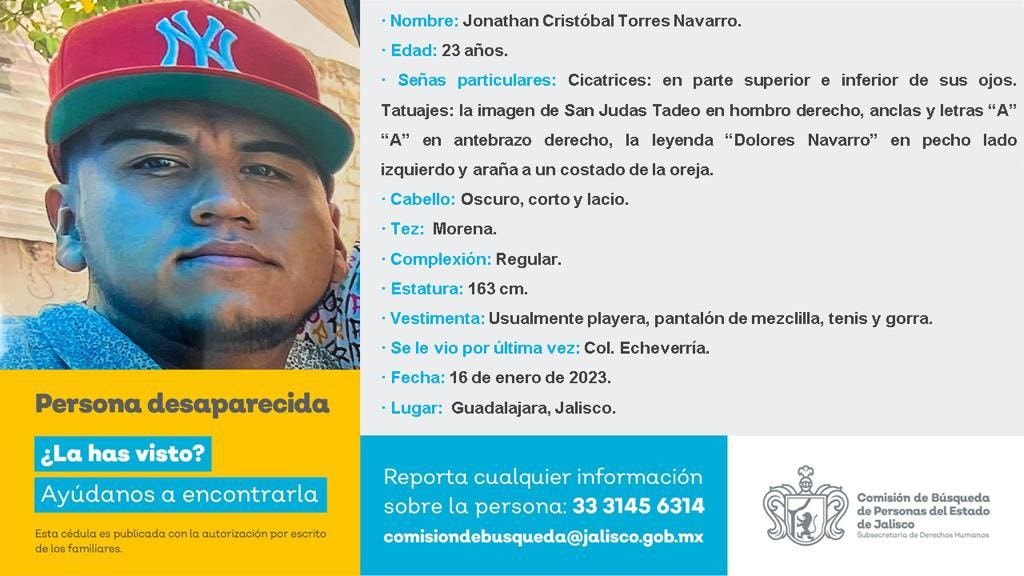 NY
· Nombre: Jonathan Cristóbal Torres Navarro.
· Edad: 23 años.
· Señas particulares: Cicatrices: en parte superior e inferior de sus ojos.
Tatuajes: la imagen de San Judas Tadeo en hombro derecho, anclas y letras “A”
“A” en antebrazo derecho, la leyenda “Dolores Navarro” en pecho lado
izquierdo y araña a un costado de la oreja.
· Cabello: Oscuro, corto y lacio.
· Tez: Morena.
· Complexión: Regular.
· Estatura: 163 cm.
· Vestimenta: Usualmente playera, pantalón de mezclilla, tenis y gorra.
· Se le vio por última vez: Col. Echeverría.
· Fecha: 16 de enero de 2023.
· Lugar: Guadalajara, Jalisco.
Persona desaparecida
¿La has visto?
Ayúdanos a encontrarla
Esta cédula es publicada con la autorización por escrito
de los familiares.
Reporta cualquier información
sobre la persona: 33 3145 6314
comisiondebusqueda@jalisco.gob.mx
Comisión de Búsqueda
de Personas del Estado
de Jalisco
Subsecretaría de Derechos Humanos